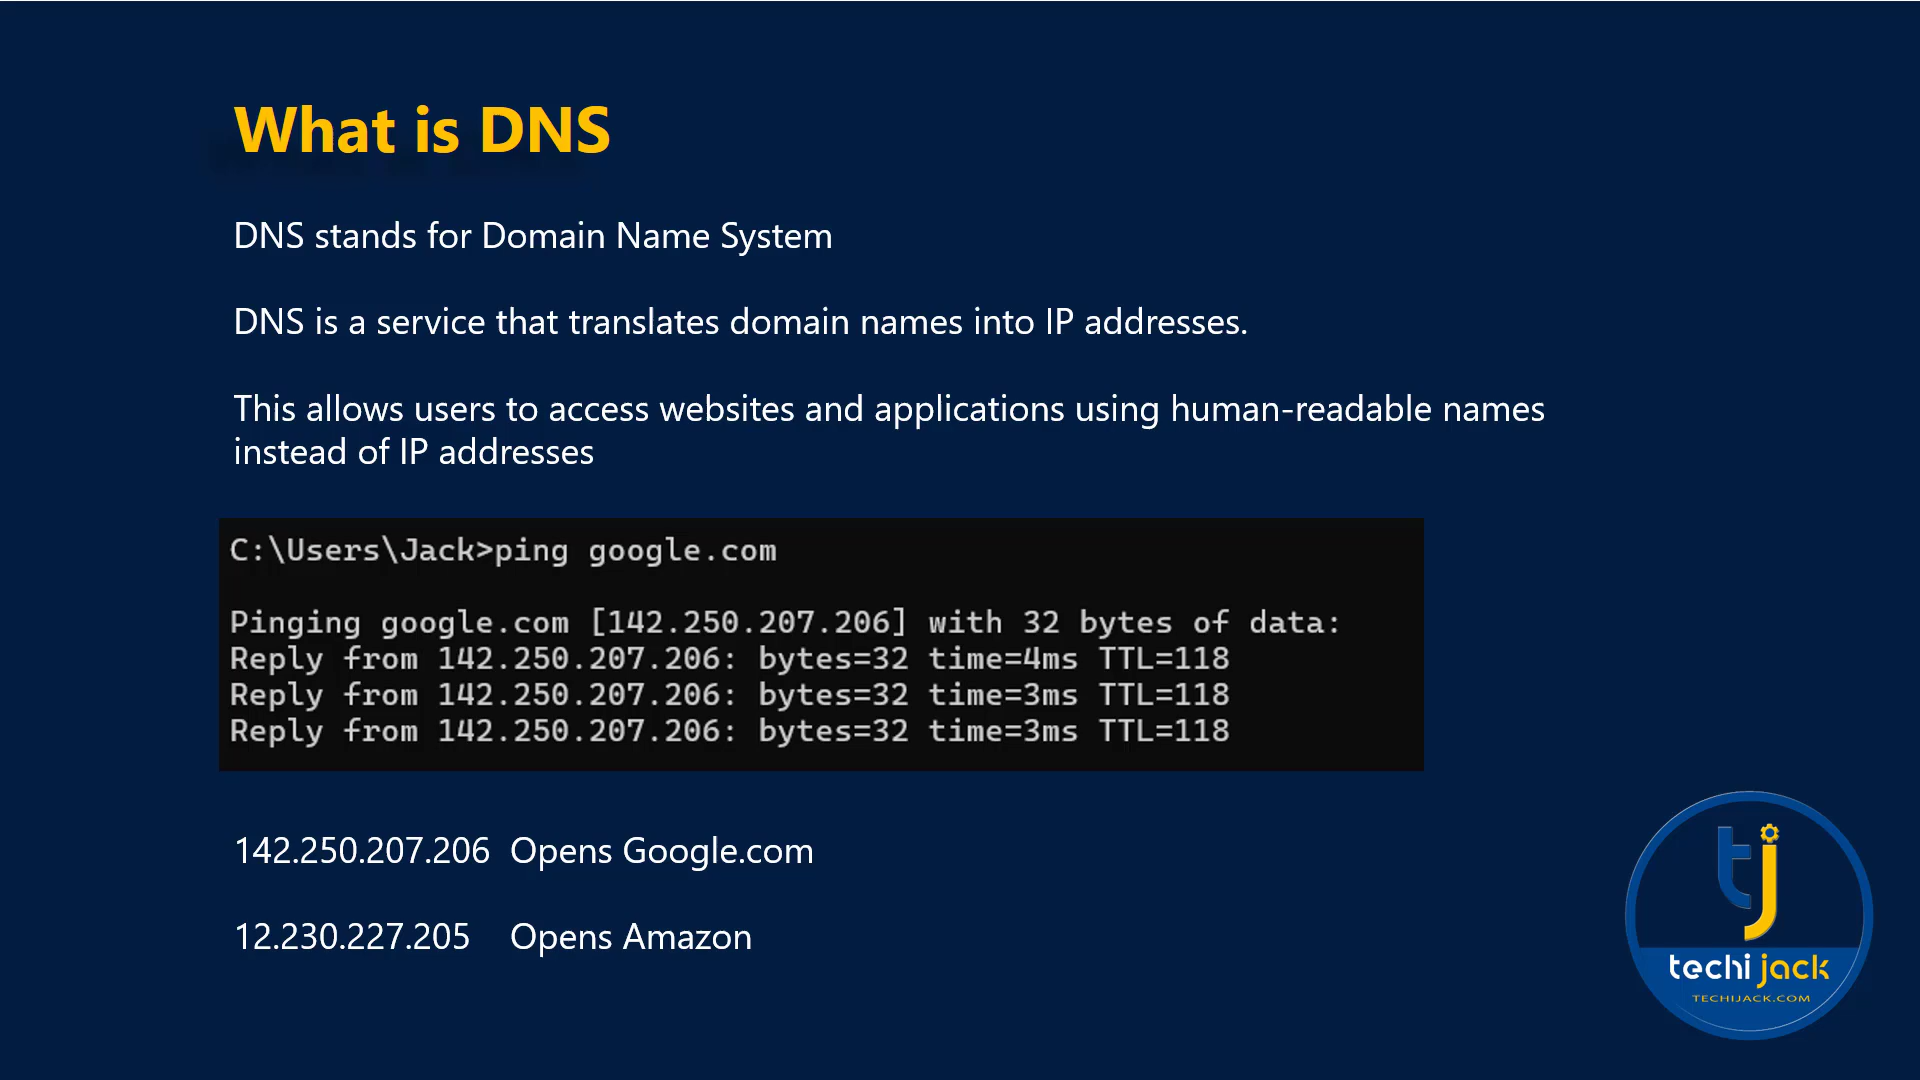 What is DNS
DNS stands for Domain Name System
DNS is a service that translates domain names into IP addresses.
This allows users to access websites and applications using human-readable names
instead of IP addresses
C:\Users\Jack>ping google.com
Pinging google.com [142.250.207.206] with 32 bytes of data:
Reply from 142.250.207.206: bytes=32 time=4ms TTL=118
Reply from 142.250.207.206: bytes=32 time=3ms TTL=118
Reply from 142.250.207.206: bytes=32 time=3ms TTL=118
142.250.207.206 Opens Google.com
12.230.227.205 Opens Amazon
tj
techi jack
TECHIJACK.COM